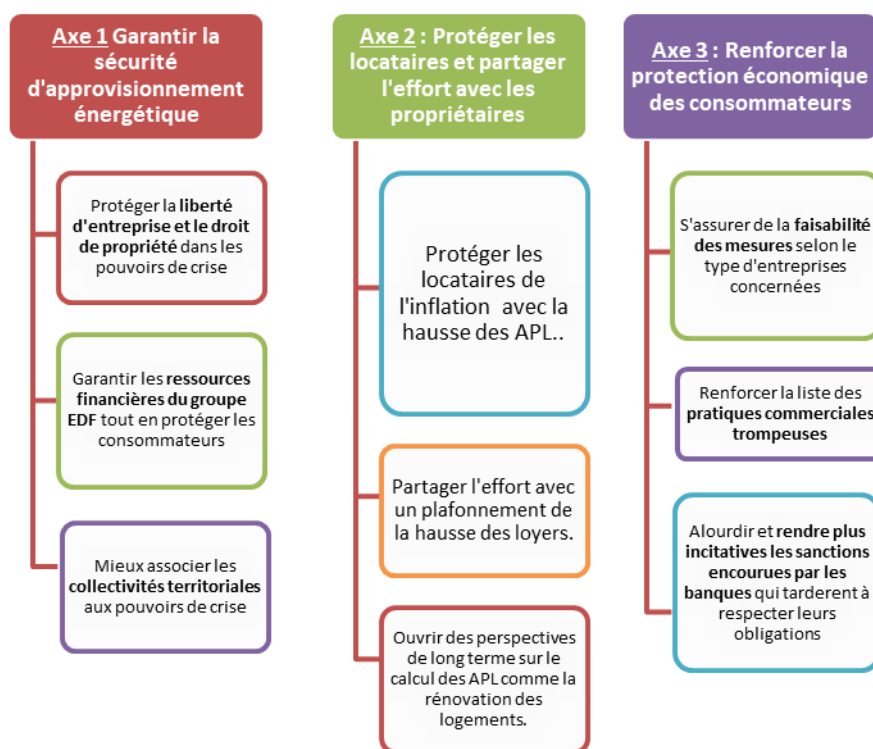 Axe 1 Garantir la
sécurité
d'approvisionnement
énergétique
Protéger la liberté
d'entreprise et le droit
de propriété dans les
pouvoirs de crise
Garantir les ressources
financières du groupe
EDF tout en protéger les
consommateurs
Mieux associer les
collectivités territoriales
aux pouvoirs de crise
Axe 2 : Protéger les
locataires et partager
l'effort avec les
propriétaires
Protéger les
locataires de
l'inflation avec la
hausse des APL..
Partager l'effort avec
un plafonnement de
la hausse des loyers.
Ouvrir des perspectives
de long terme sur le
calcul des APL comme la
rénovation des
logements.
Axe 3 : Renforcer la
protection économique
des consommateurs
S'assurer de la faisabilité
des mesures selon le
type d'entreprises
concernées
Renforcer la liste des
pratiques commerciales
trompeuses
Alourdir et rendre plus
incitatives les sanctions
encourues par les
banques qui tarderent à
respecter leurs
obligations